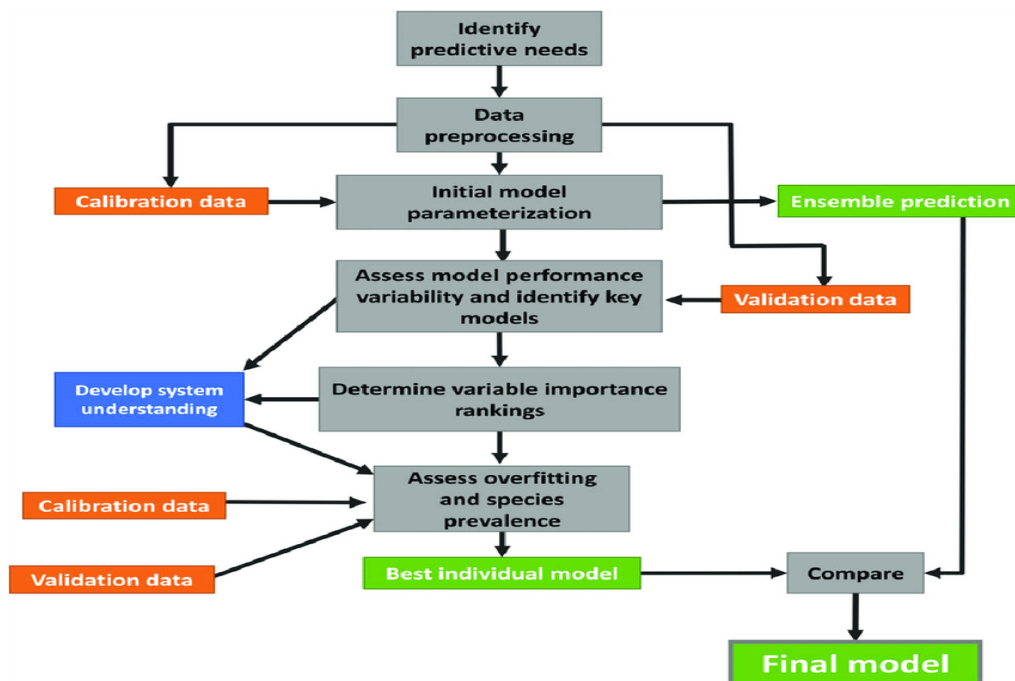 Identify
predictive needs
Data
preprocessing
Calibration data
Initial model
parameterization
Ensemble prediction
Assess model performance
variability and identify key
models
Validation data
Develop system
understanding
Determine variable importance
rankings
Assess overfitting
and species
prevalence
Calibration data
Validation data
Best individual model
Compare
Final model